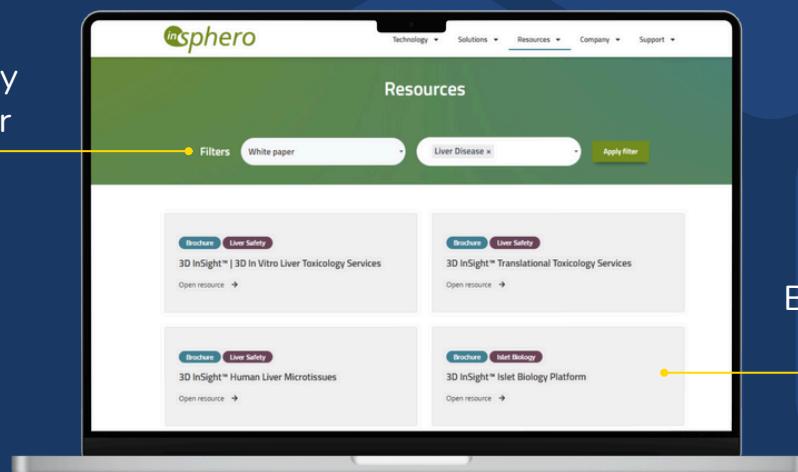 y
r
insphero
Technology Solutions Resources Company Support
Resources
Filters White paper Liver Disease × Apply filter
Brochure Liver Safety
3D InSight™ | 3D In Vitro Liver Toxicology Services
Open resource →
Brochure Liver Safety
3D InSight™ Translational Toxicology Services
Open resource →
Brochure Liver Safety
3D InSight™ Human Liver Microtissues
Open resource →
Brochure Islet Biology
3D InSight™ Islet Biology Platform
Open resource →
E